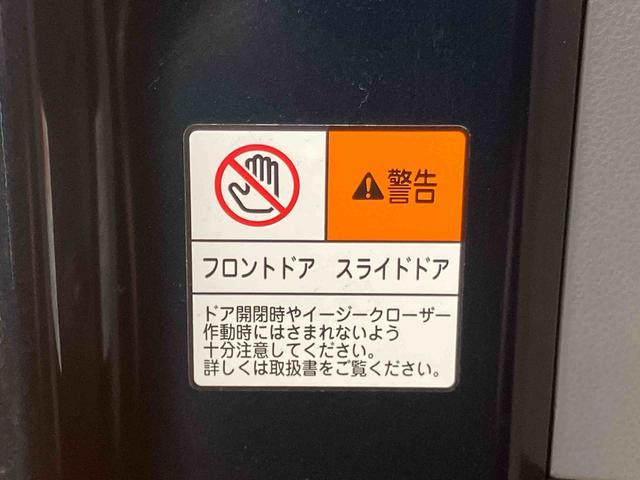 警告
フロントドア　スライドドア
ドア開閉時やイージークローザー
作動時にはさまれないよう
十分注意してください。
詳しくは取扱書をご覧ください。